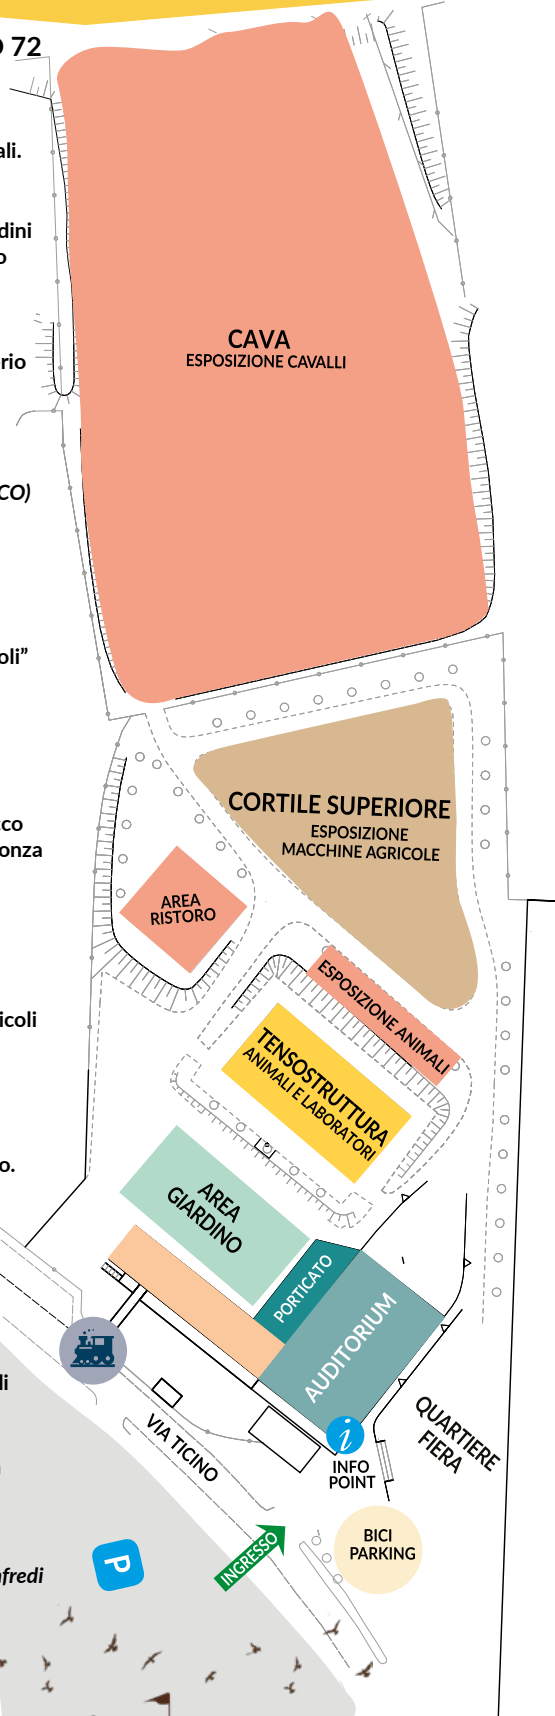 72
ali.
dini
o
rio
CO)
oli”
co
onza
icoli
o.
li
fredi
CAVA
ESPOSIZIONE CAVALLI
CORTILE SUPERIORE
ESPOSIZIONE
MACCHINE AGRICOLE
AREA
RISTORO
ESPOSIZIONE ANIMALI
TENSOSTRUTTURA
ANIMALI E LABORATORI
AREA
GIARDINO
PORTICATO
AUDITORIUM
QUARTIERE
FIERA
VIA TICINO
i
INFO
POINT
INGRESSO
BICI
PARKING
P